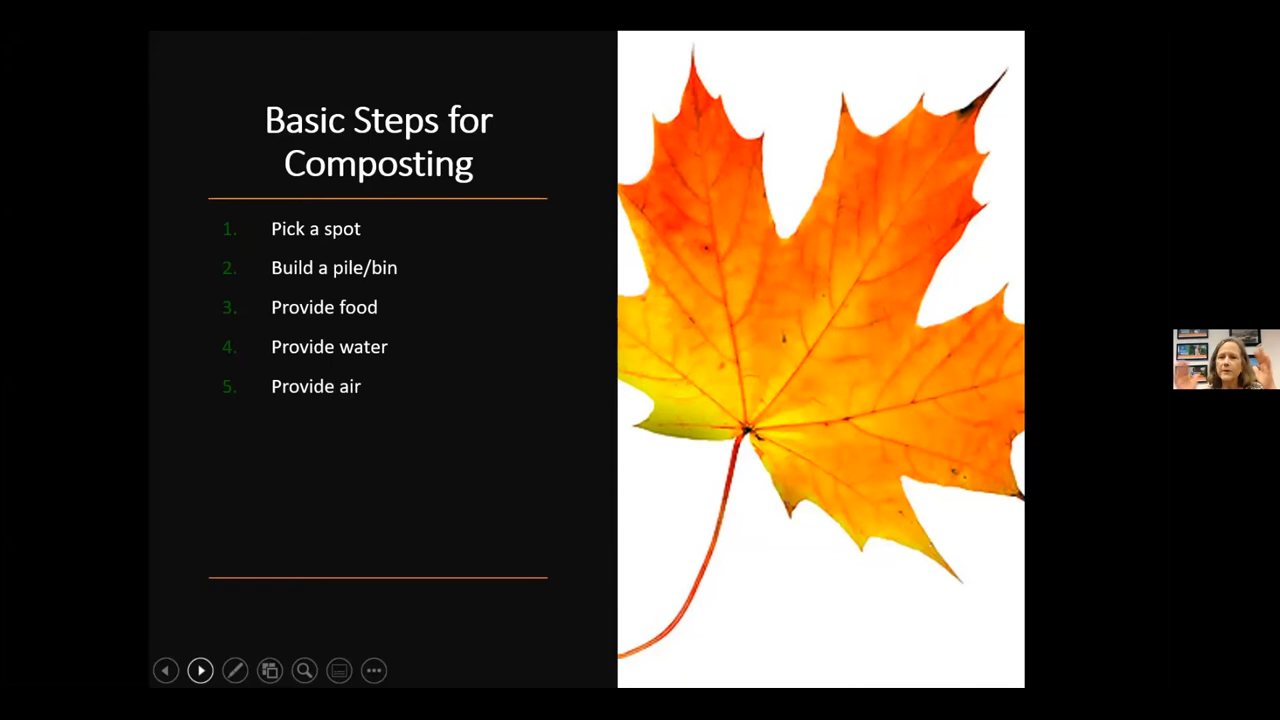 Basic Steps for
Composting
1. Pick a spot
2. Build a pile/bin
3. Provide food
4. Provide water
5. Provide air